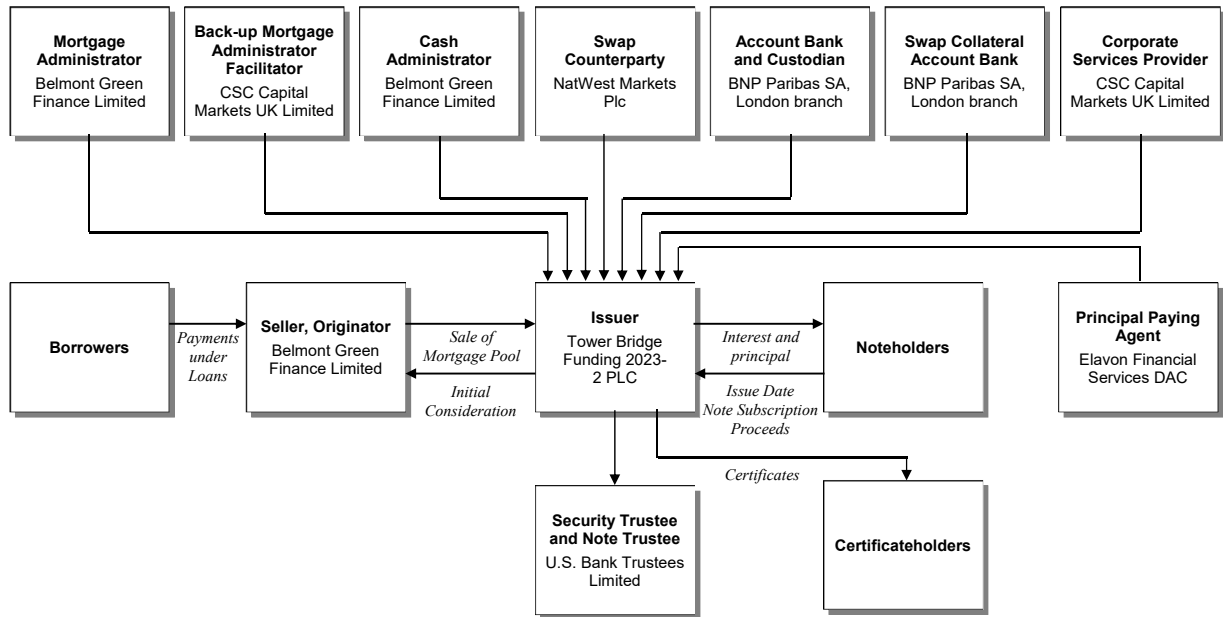 Mortgage
Administrator
Belmont Green
Finance Limited
Back-up Mortgage
Administrator
Facilitator
CSC Capital
Markets UK Limited
Cash
Administrator
Belmont Green
Finance Limited
Swap
Counterparty
NatWest Markets
Plc
Account Bank
and Custodian
BNP Paribas SA,
London branch
Swap Collateral
Account Bank
BNP Paribas SA,
London branch
Corporate
Services Provider
CSC Capital
Markets UK Limited
Borrowers
Payments
under
Loans
Seller, Originator
Belmont Green
Finance Limited
Sale of
Mortgage Pool
Initial
Consideration
Issuer
Tower Bridge
Funding 2023-
2 PLC
Interest and
principal
Issue Date
Note Subscription
Proceeds
Noteholders
Principal Paying
Agent
Elavon Financial
Services DAC
Certificates
Security Trustee
and Note Trustee
U.S. Bank Trustees
Limited
Certificateholders